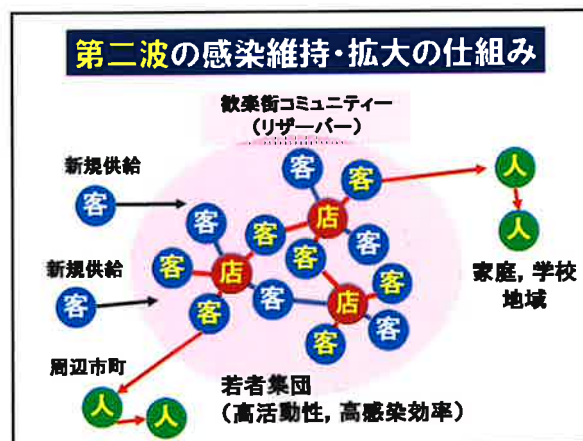 第二波の感染維持・拡大の仕組み
歓楽街コミュニティー
(リザーバー)
新規供給
客
新規供給
客
客
客
客
客
店
客
客
店
客
客
客
客
店
客
客
客
人
人
家庭，学校
地域
周辺市町
人
人
若者集団
（高活動性，高感染効率）